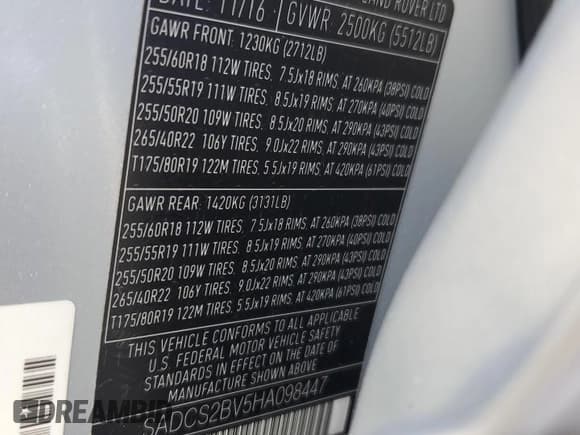 DATE: 11/16 GVWR 2500KG (5512LB)
LAND ROVER LTD
GAWR FRONT: 1230KG (2712LB)
255/60R18 112W TIRES, 7.5Jx18 RIMS, AT 260KPA (38PSI) COLD
255/55R19 111W TIRES, 8.5Jx19 RIMS, AT 270KPA (40PSI) COLD
255/50R20 109W TIRES, 8.5Jx20 RIMS, AT 290KPA (43PSI) COLD
265/40R22 106Y TIRES, 9.0Jx22 RIMS, AT 290KPA (43PSI) COLD
T175/80R19 122M TIRES, 5.5Jx19 RIMS, AT 420KPA (61PSI) COLD
GAWR REAR: 1420KG (3131LB)
255/60R18 112W TIRES, 7.5Jx18 RIMS, AT 260KPA (38PSI) COLD
255/55R19 111W TIRES, 8.5Jx19 RIMS, AT 270KPA (40PSI) COLD
255/50R20 109W TIRES, 8.5Jx20 RIMS, AT 290KPA (43PSI) COLD
265/40R22 106Y TIRES, 9.0Jx22 RIMS, AT 290KPA (43PSI) COLD
T175/80R19 122M TIRES, 5.5Jx19 RIMS, AT 420KPA (61PSI) COLD
THIS VEHICLE CONFORMS TO ALL APPLICABLE
U.S. FEDERAL MOTOR VEHICLE SAFETY
STANDARDS IN EFFECT ON THE DATE OF
MANUFACTURE SHOWN ABOVE.
SADCS2BV5HA098447
DREAMBID